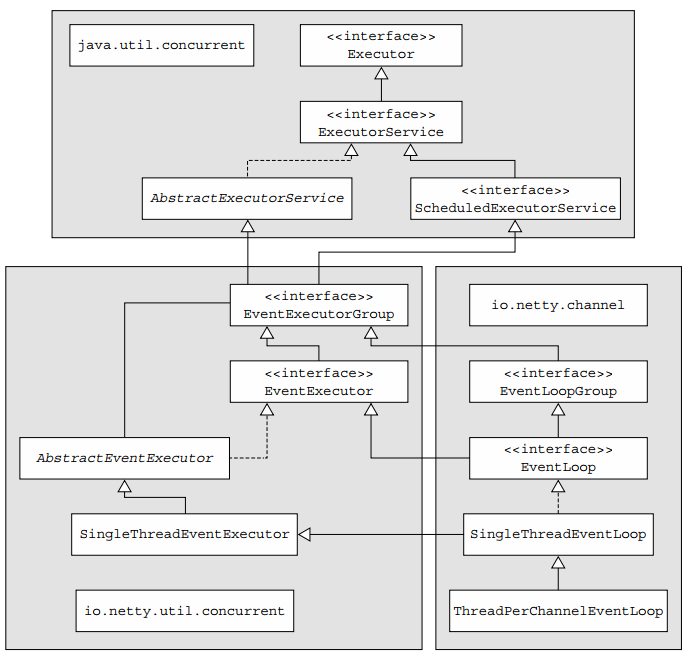 java.util.concurrent
<<interface>>
Executor
<<interface>>
ExecutorService
AbstractExecutorService
<<interface>>
ScheduledExecutorService
<<interface>>
EventExecutorGroup
io.netty.channel
<<interface>>
EventExecutor
<<interface>>
EventLoopGroup
AbstractEventExecutor
<<interface>>
EventLoop
SingleThreadEventExecutor
SingleThreadEventLoop
io.netty.util.concurrent
ThreadPerChannelEventLoop